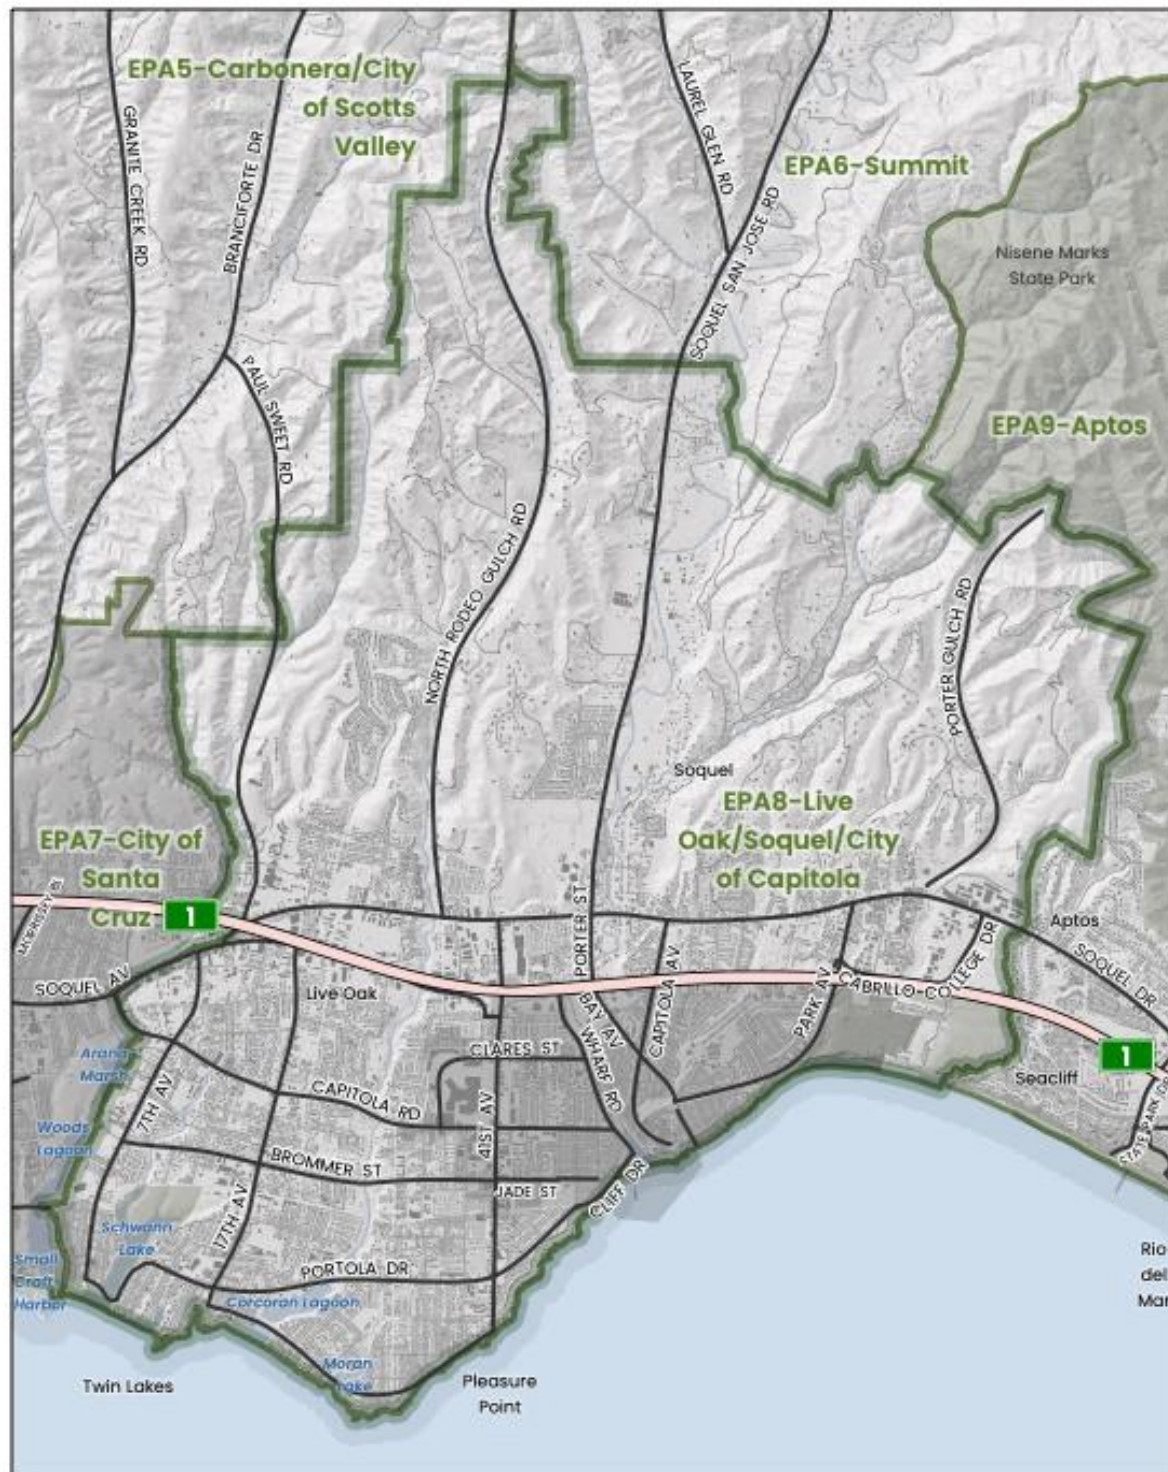 EPA5-Carbonera/City
of Scotts
Valley
GRANITE CREEK RD
BRANCIFORTE DR
LAUREL GLEN RD
EPA6-Summit
SOQUEL SAN JOSE RD
Nisene Marks
State Park
PAUL SWEET RD
EPA9-Aptos
NORTH RODEO GULCH RD
PORTER GULCH RD
Soquel
EPA8-Live
Oak/Soquel/City
of Capitola
EPA7-City of
Santa
Cruz
1
PORTER ST
Aptos
SOQUEL DR
SOQUEL AV
Live Oak
BAY AV
CAPITOLA AV
PARK AV
CABRILLO-COLLEGE DR
WHARF RD
CLARES ST
1
Seacliff
Arana
Marsh
7TH AV
CAPITOLA RD
41ST AV
STATE PARK D
Woods
Lagoon
BROMMER ST
JADE ST
CLIFF DR
17TH AV
Schwann
Lake
Small
Craft
Harbor
PORTOLA DR
Corcoran Lagoon
Rio
del
Mar
Moran
Lake
Twin Lakes
Pleasure
Point